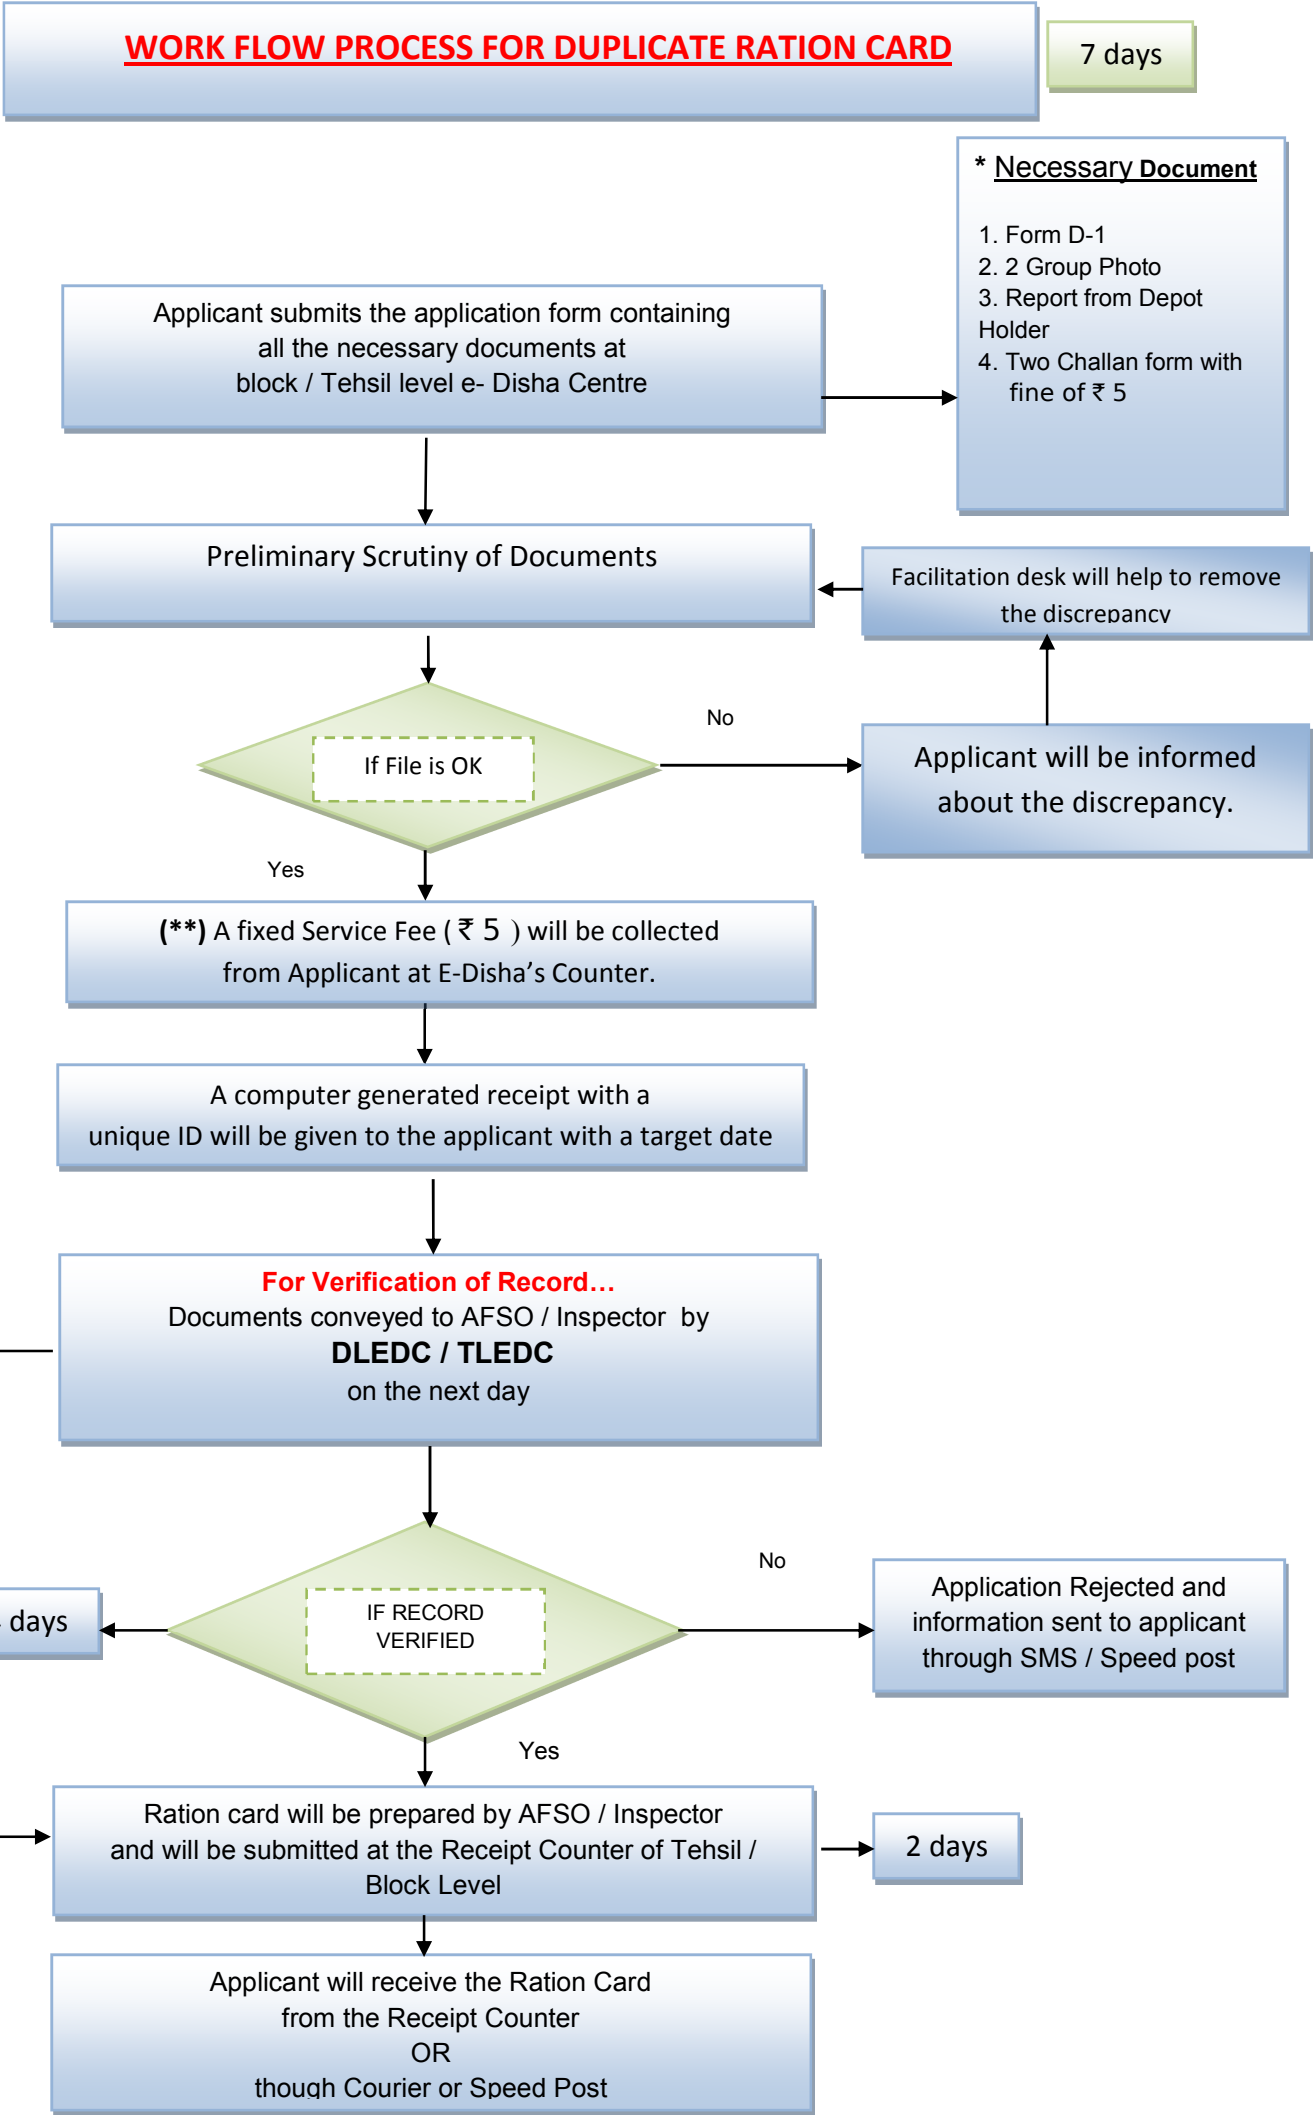 WORK FLOW PROCESS FOR DUPLICATE RATION CARD
7 days
* Necessary Document
1. Form D-1
2. 2 Group Photo
3. Report from Depot
Holder
4. Two Challan form with
fine of ₹ 5
Applicant submits the application form containing
all the necessary documents at
block / Tehsil level e- Disha Centre
Preliminary Scrutiny of Documents
Facilitation desk will help to remove
the discrepancy
If File is OK
No
Applicant will be informed
about the discrepancy.
Yes
(**) A fixed Service Fee ( ₹ 5 ) will be collected
from Applicant at E-Disha’s Counter.
A computer generated receipt with a
unique ID will be given to the applicant with a target date
For Verification of Record…
Documents conveyed to AFSO / Inspector by
DLEDC / TLEDC
on the next day
IF RECORD
VERIFIED
No
Application Rejected and
information sent to applicant
through SMS / Speed post
days
Yes
Ration card will be prepared by AFSO / Inspector
and will be submitted at the Receipt Counter of Tehsil /
Block Level
2 days
Applicant will receive the Ration Card
from the Receipt Counter
OR
though Courier or Speed Post